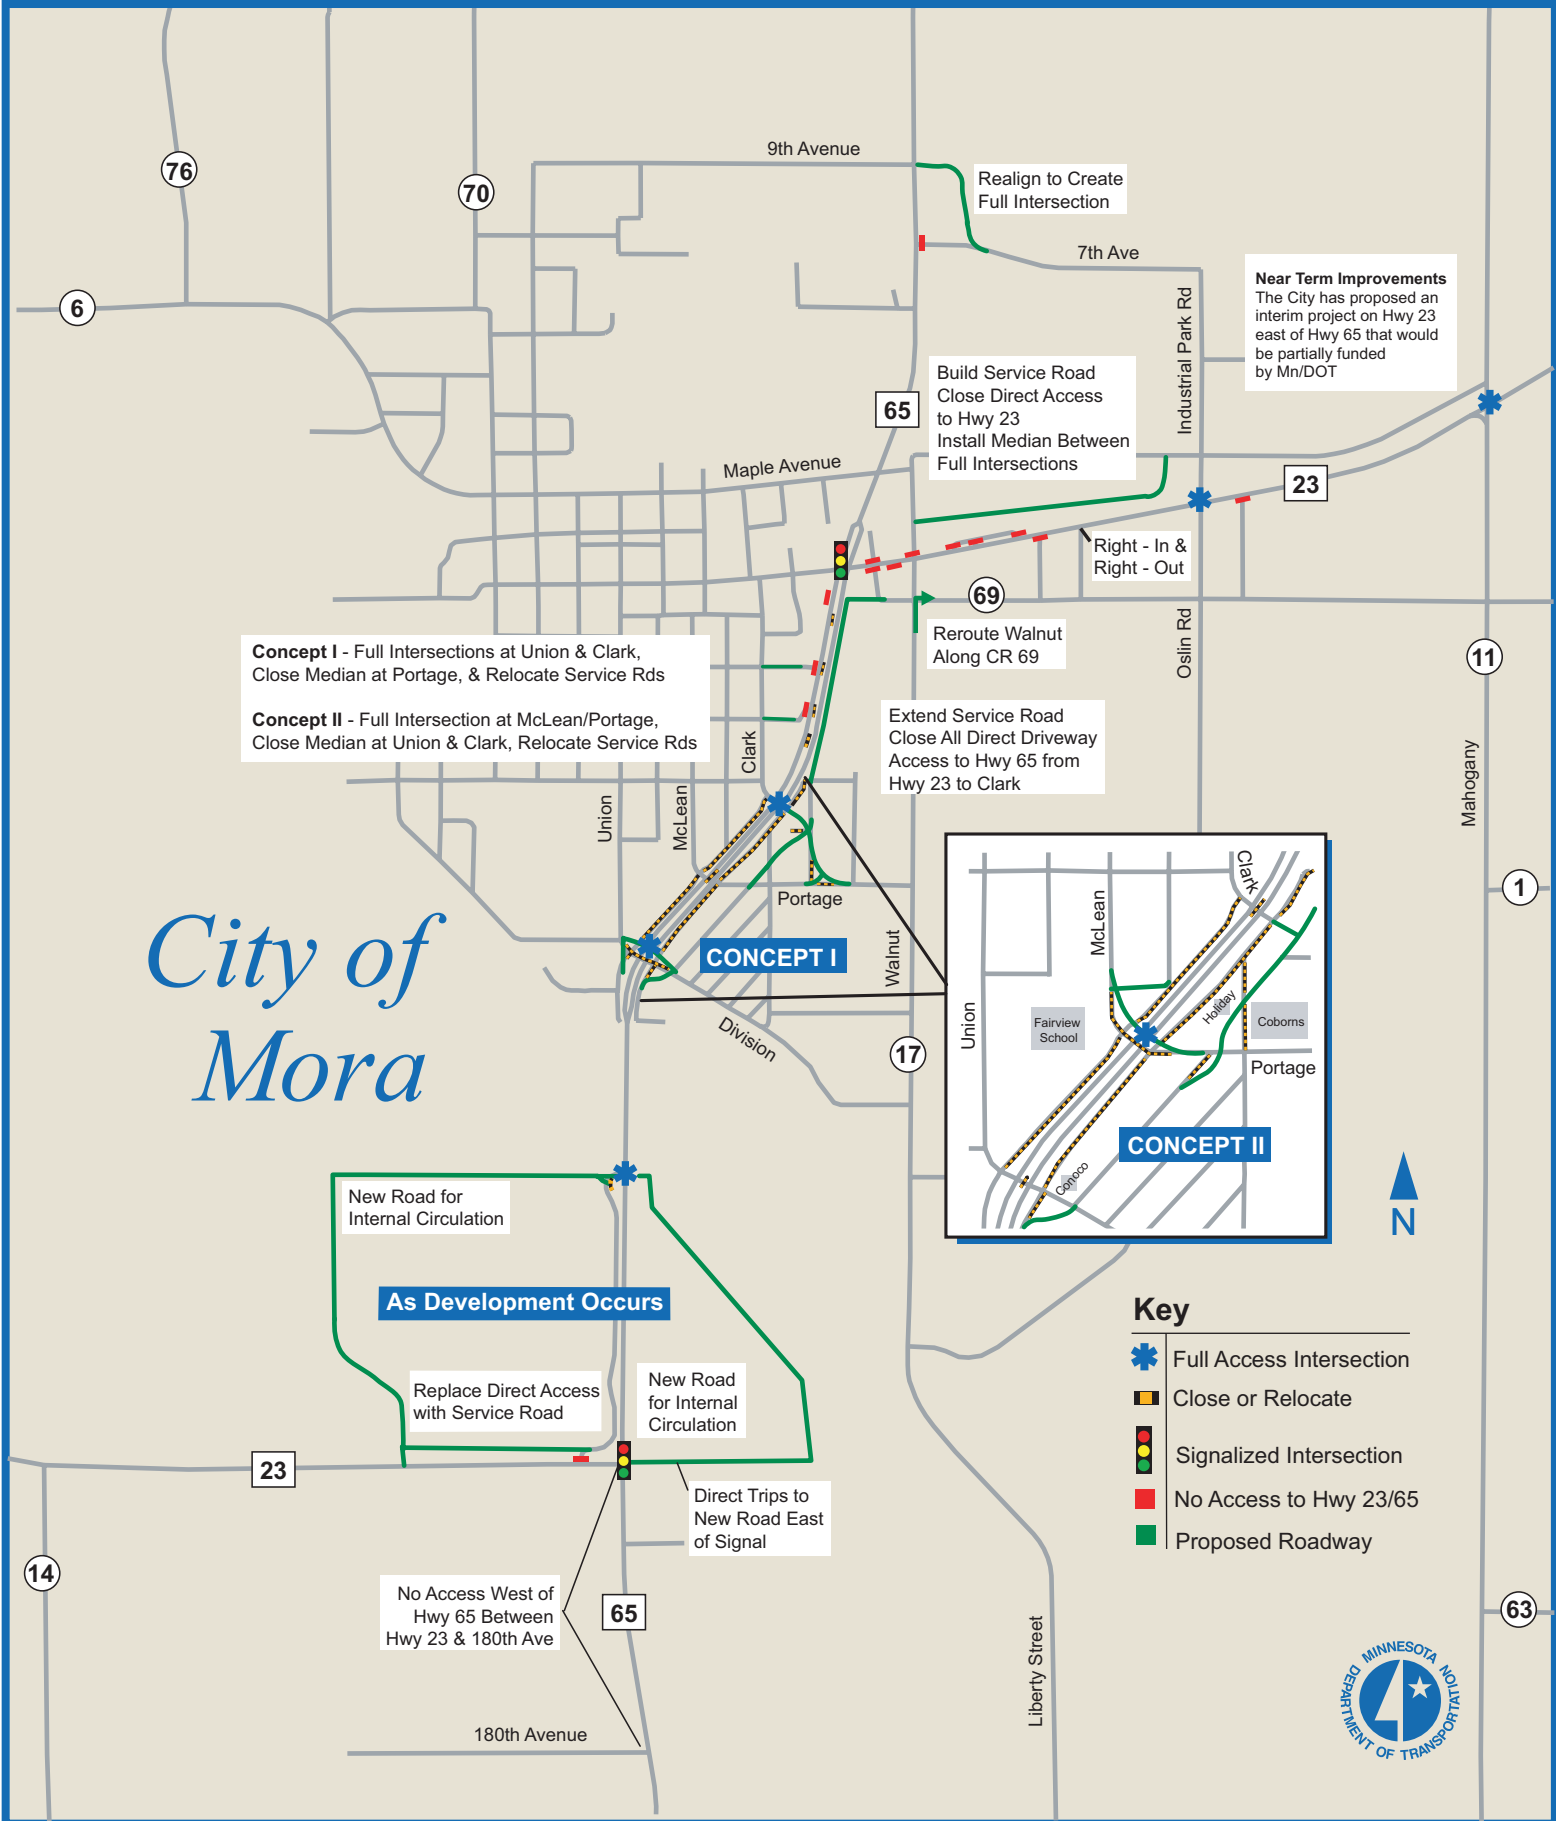 9th Avenue
76
70
Realign to Create
Full Intersection
7th Ave
6
Industrial Park Rd
Near Term Improvements
The City has proposed an
interim project on Hwy 23
east of Hwy 65 that would
be partially funded
by Mn/DOT
65
Build Service Road
Close Direct Access
to Hwy 23
Install Median Between
Full Intersections
Maple Avenue
23
Right - In &
Right - Out
69
Reroute Walnut
Along CR 69
Oslin Rd
11
Concept I - Full Intersections at Union & Clark,
Close Median at Portage, & Relocate Service Rds
Concept II - Full Intersection at McLean/Portage,
Close Median at Union & Clark, Relocate Service Rds
Extend Service Road
Close All Direct Driveway
Access to Hwy 65 from
Hwy 23 to Clark
Clark
Union
McLean
Mahogany
Portage
1
City of
Mora
CONCEPT I
Walnut
Division
17
Clark
McLean
Union
Fairview
School
Holiday
Coborns
Portage
CONCEPT II
Conoco
N
New Road for
Internal Circulation
As Development Occurs
Replace Direct Access
with Service Road
New Road
for Internal
Circulation
23
Direct Trips to
New Road East
of Signal
14
No Access West of
Hwy 65 Between
Hwy 23 & 180th Ave
65
180th Avenue
Liberty Street
Key
Full Access Intersection
Close or Relocate
Signalized Intersection
No Access to Hwy 23/65
Proposed Roadway
63
MINNESOTA
DEPARTMENT OF TRANSPORTATION